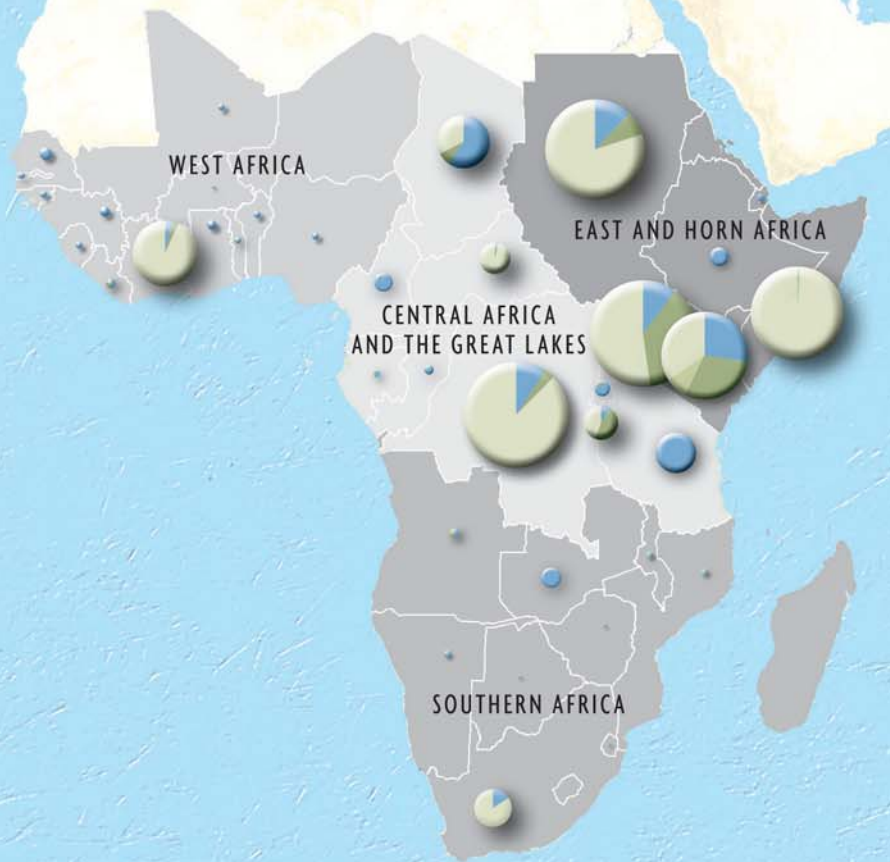 WEST AFRICA
EAST AND HORN AFRICA
CENTRAL AFRICA
AND THE GREAT LAKES
SOUTHERN AFRICA